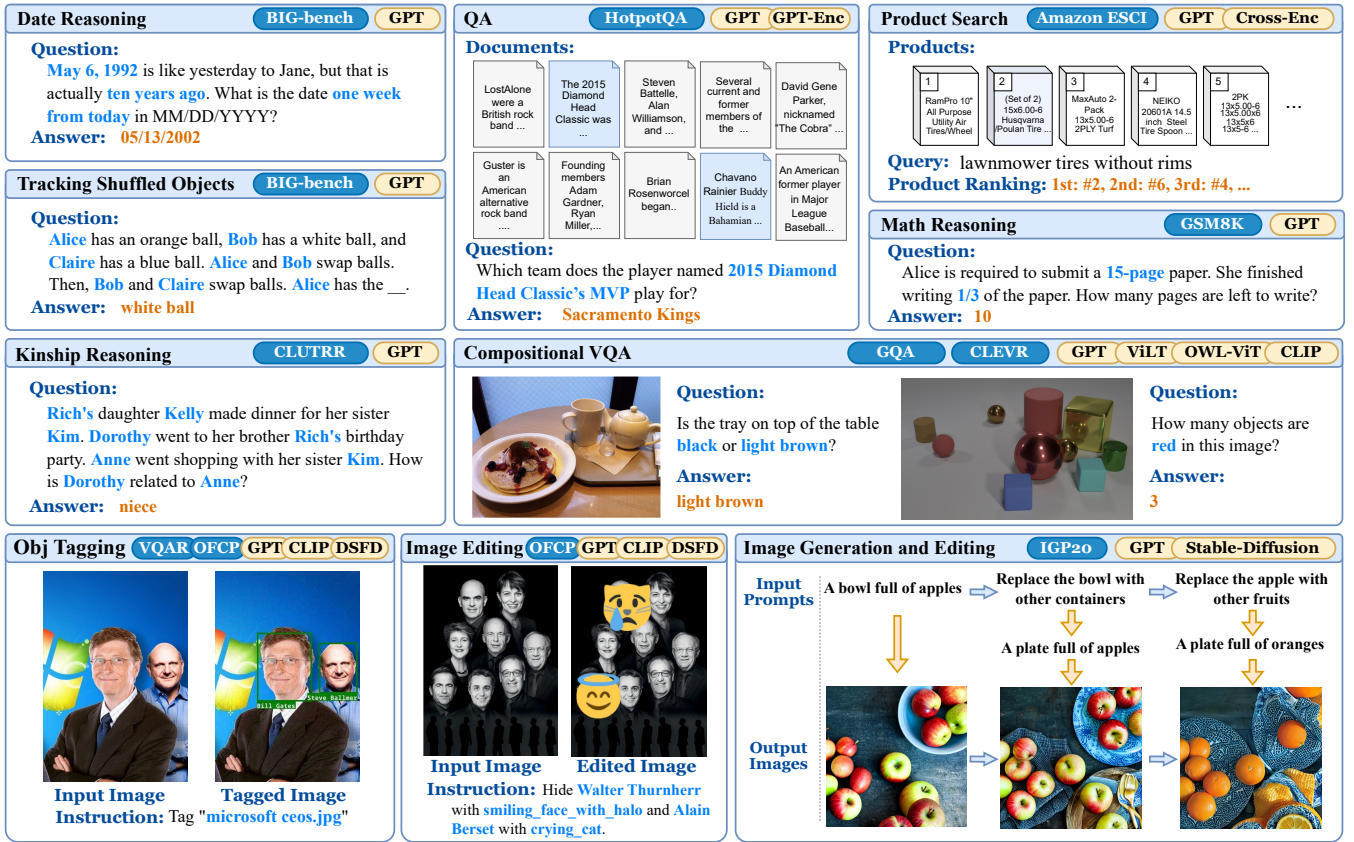 Date Reasoning BIG-bench GPT
Question:
May 6, 1992 is like yesterday to Jane, but that is
actually ten years ago. What is the date one week
from today in MM/DD/YYYY?
Answer: 05/13/2002
Tracking Shuffled Objects BIG-bench GPT
Question:
Alice has an orange ball, Bob has a white ball, and
Claire has a blue ball. Alice and Bob swap balls.
Then, Bob and Claire swap balls. Alice has the __.
Answer: white ball
Kinship Reasoning CLUTRR GPT
Question:
Rich's daughter Kelly made dinner for her sister
Kim. Dorothy went to her brother Rich's birthday
party. Anne went shopping with her sister Kim. How
is Dorothy related to Anne?
Answer: niece
QA HotpotQA GPT GPT-Enc
Documents:
LostAlone
were a
British rock
band ...
The 2015
Diamond
Head
Classic was
...
Steven
Battelle,
Alan
Williamson,
and ...
Several
current and
former
members of
the ...
David Gene
Parker,
nicknamed
"The Cobra" ...
Guster is
an
American
alternative
rock band
....
Founding
members
Adam
Gardner,
Ryan
Miller,...
Brian
Rosenworcel
began..
Chavano
Rainier Buddy
Hield is a
Bahamian ...
An American
former player
in Major
League
Baseball...
Question:
Which team does the player named 2015 Diamond
Head Classic's MVP play for?
Answer: Sacramento Kings
Product Search Amazon ESCI GPT Cross-Enc
Products:
1
RamPro 10"
All Purpose
Utility Air
Tires/Wheel
2
(Set of 2)
15x6.00-6
Husqvarna
/Poulan Tire ...
3
MaxAuto 2-
Pack
13x5.00-6
2PLY Turf
4
NEIKO
20601A 14.5
inch Steel
Tire Spoon ...
5
2PK
13x5.00-6
13x5.00x6
13x5x6
13x5-6 ...
...
Query: lawnmower tires without rims
Product Ranking: 1st: #2, 2nd: #6, 3rd: #4, ...
Math Reasoning GSM8K GPT
Question:
Alice is required to submit a 15-page paper. She finished
writing 1/3 of the paper. How many pages are left to write?
Answer: 10
Compositional VQA GQA CLEVR GPT ViLT OWL-ViT CLIP
Question:
Is the tray on top of the table
black or light brown?
Answer:
light brown
Question:
How many objects are
red in this image?
Answer:
3
Obj Tagging VQAR OFCP GPT CLIP DSFD
Bill Gates
Steve Ballmer
Input Image Tagged Image
Instruction: Tag "microsoft ceos.jpg"
Image Editing OFCP GPT CLIP DSFD
Input Image Edited Image
Instruction: Hide Walter Thurnherr
with smiling_face_with_halo and Alain
Berset with crying_cat.
Image Generation and Editing IGP20 GPT Stable-Diffusion
Input
Prompts
A bowl full of apples
Replace the bowl with
other containers
Replace the apple with
other fruits
A plate full of apples
A plate full of oranges
Output
Images